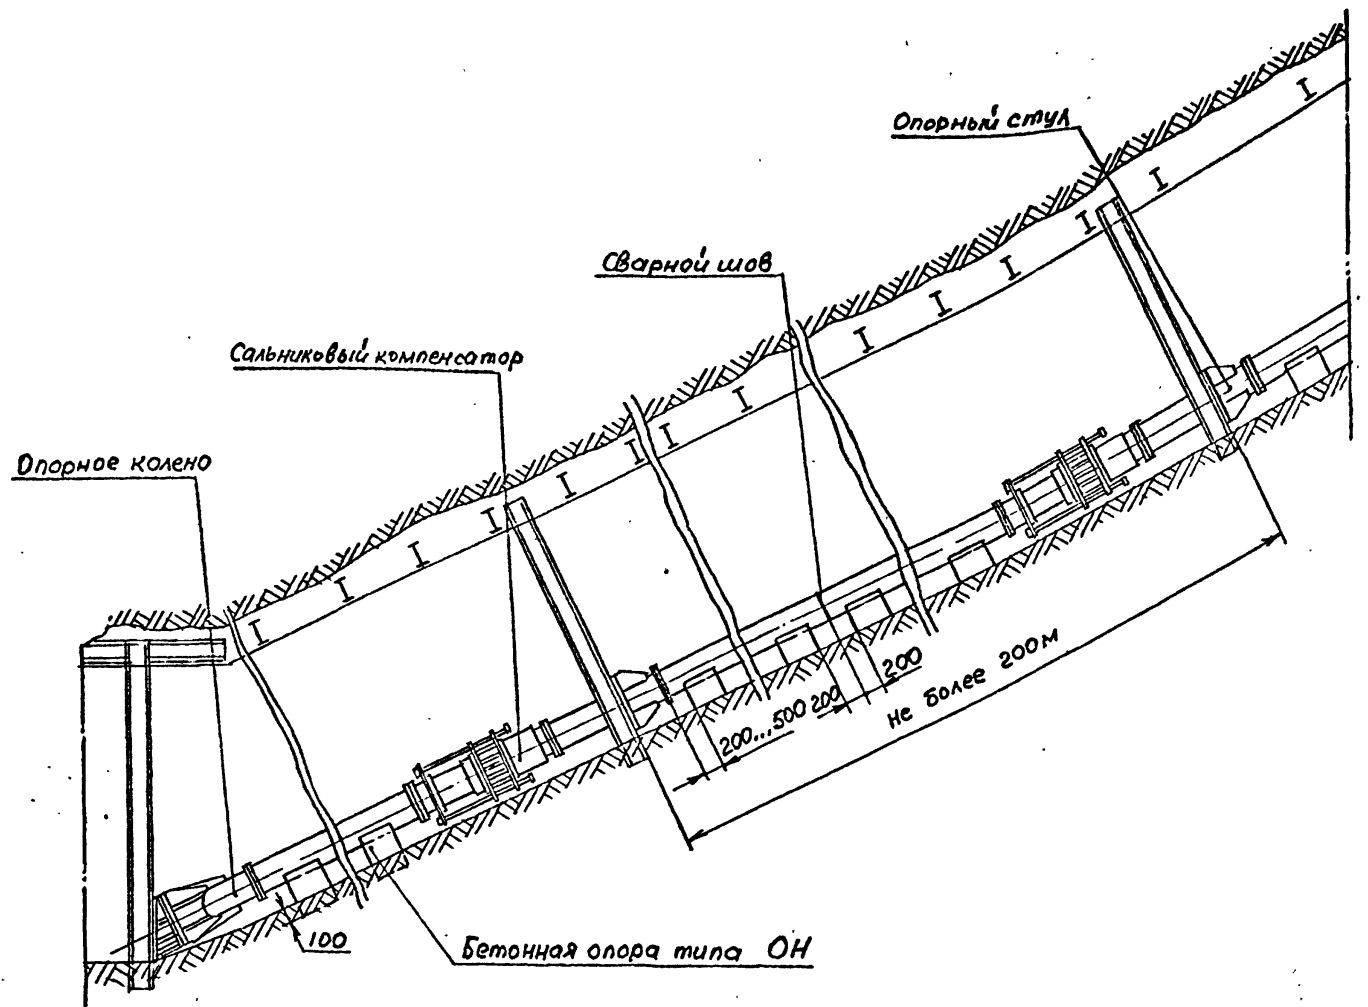 Опорный стул
Сварной шов
Сальниковый компенсатор
Опорное колено
200
не более 200м
200...500 200
100
Бетонная опора типа ОН